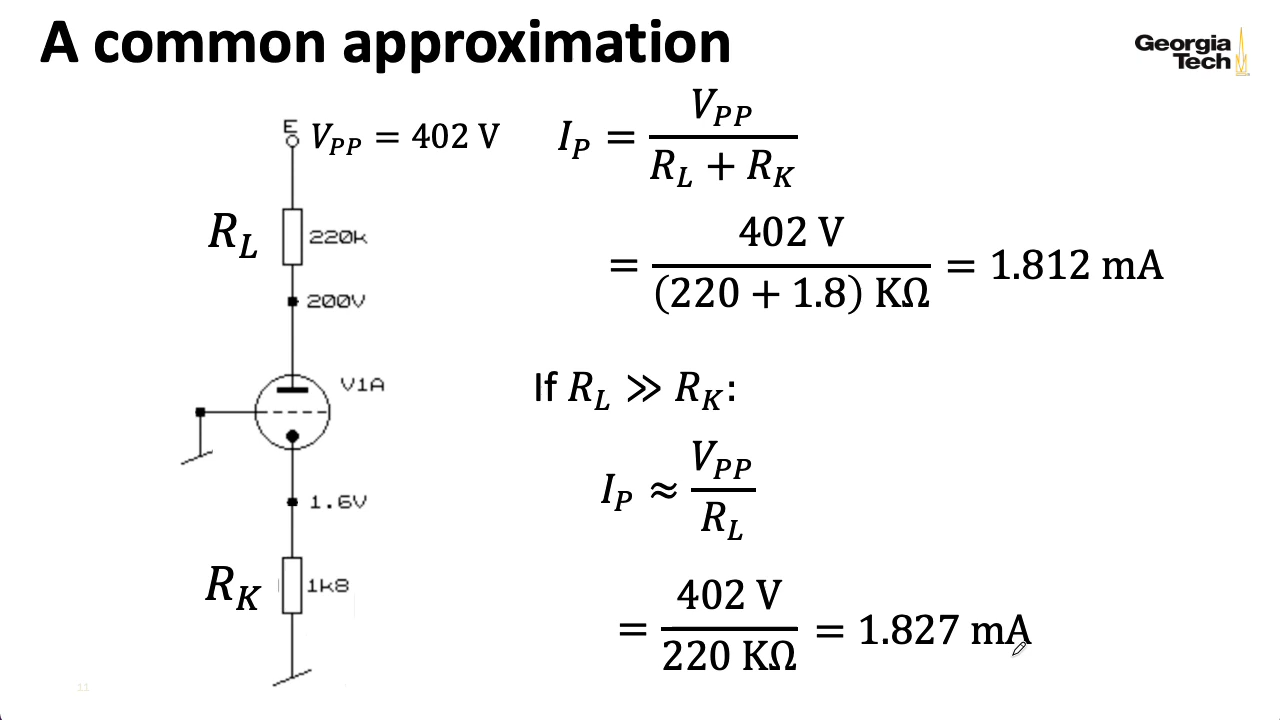 A common approximation
Georgia
Tech
E
V_PP = 402 V
I_P = V_PP / (R_L + R_K)
R_L
220k
= 402 V / (220 + 1.8) KΩ = 1.812 mA
200V
V1A
If R_L ≫ R_K:
I_P ≈ V_PP / R_L
1.6V
R_K
1k8
= 402 V / 220 KΩ = 1.827 mA
11